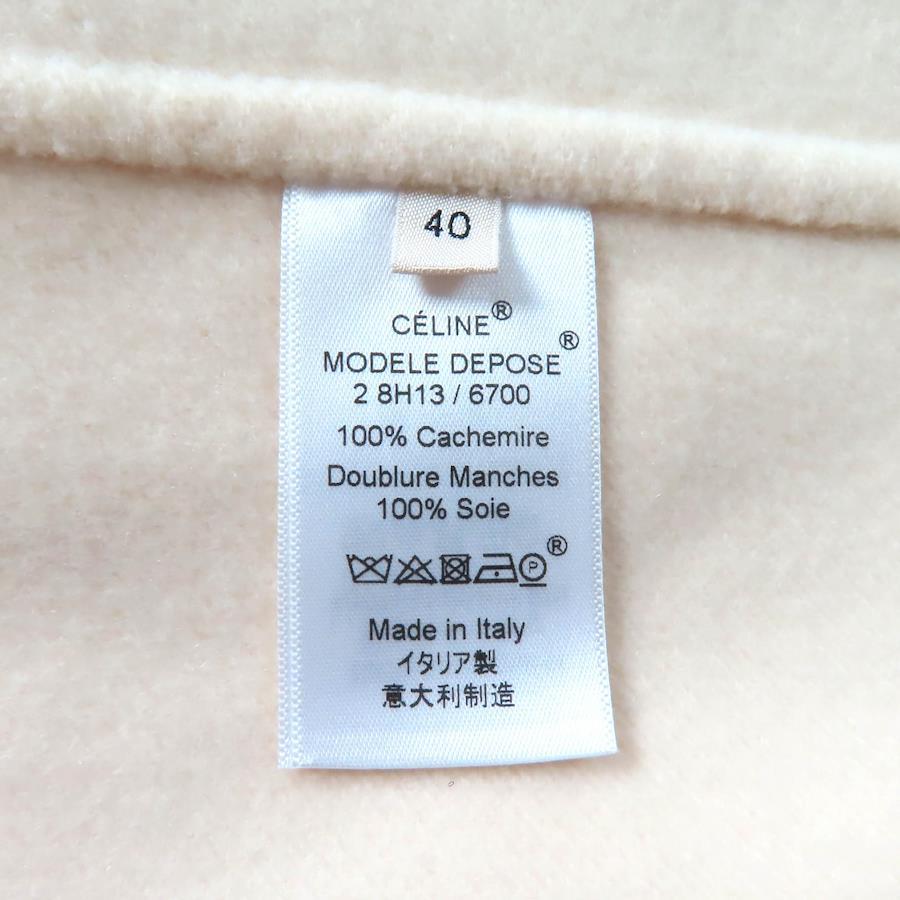 40
CÉLINE®
MODELE DEPOSE®
2 8H13 / 6700
100% Cachemire
Doublure Manches
100% Soie
P ®
Made in Italy
イタリア製
意大利制造